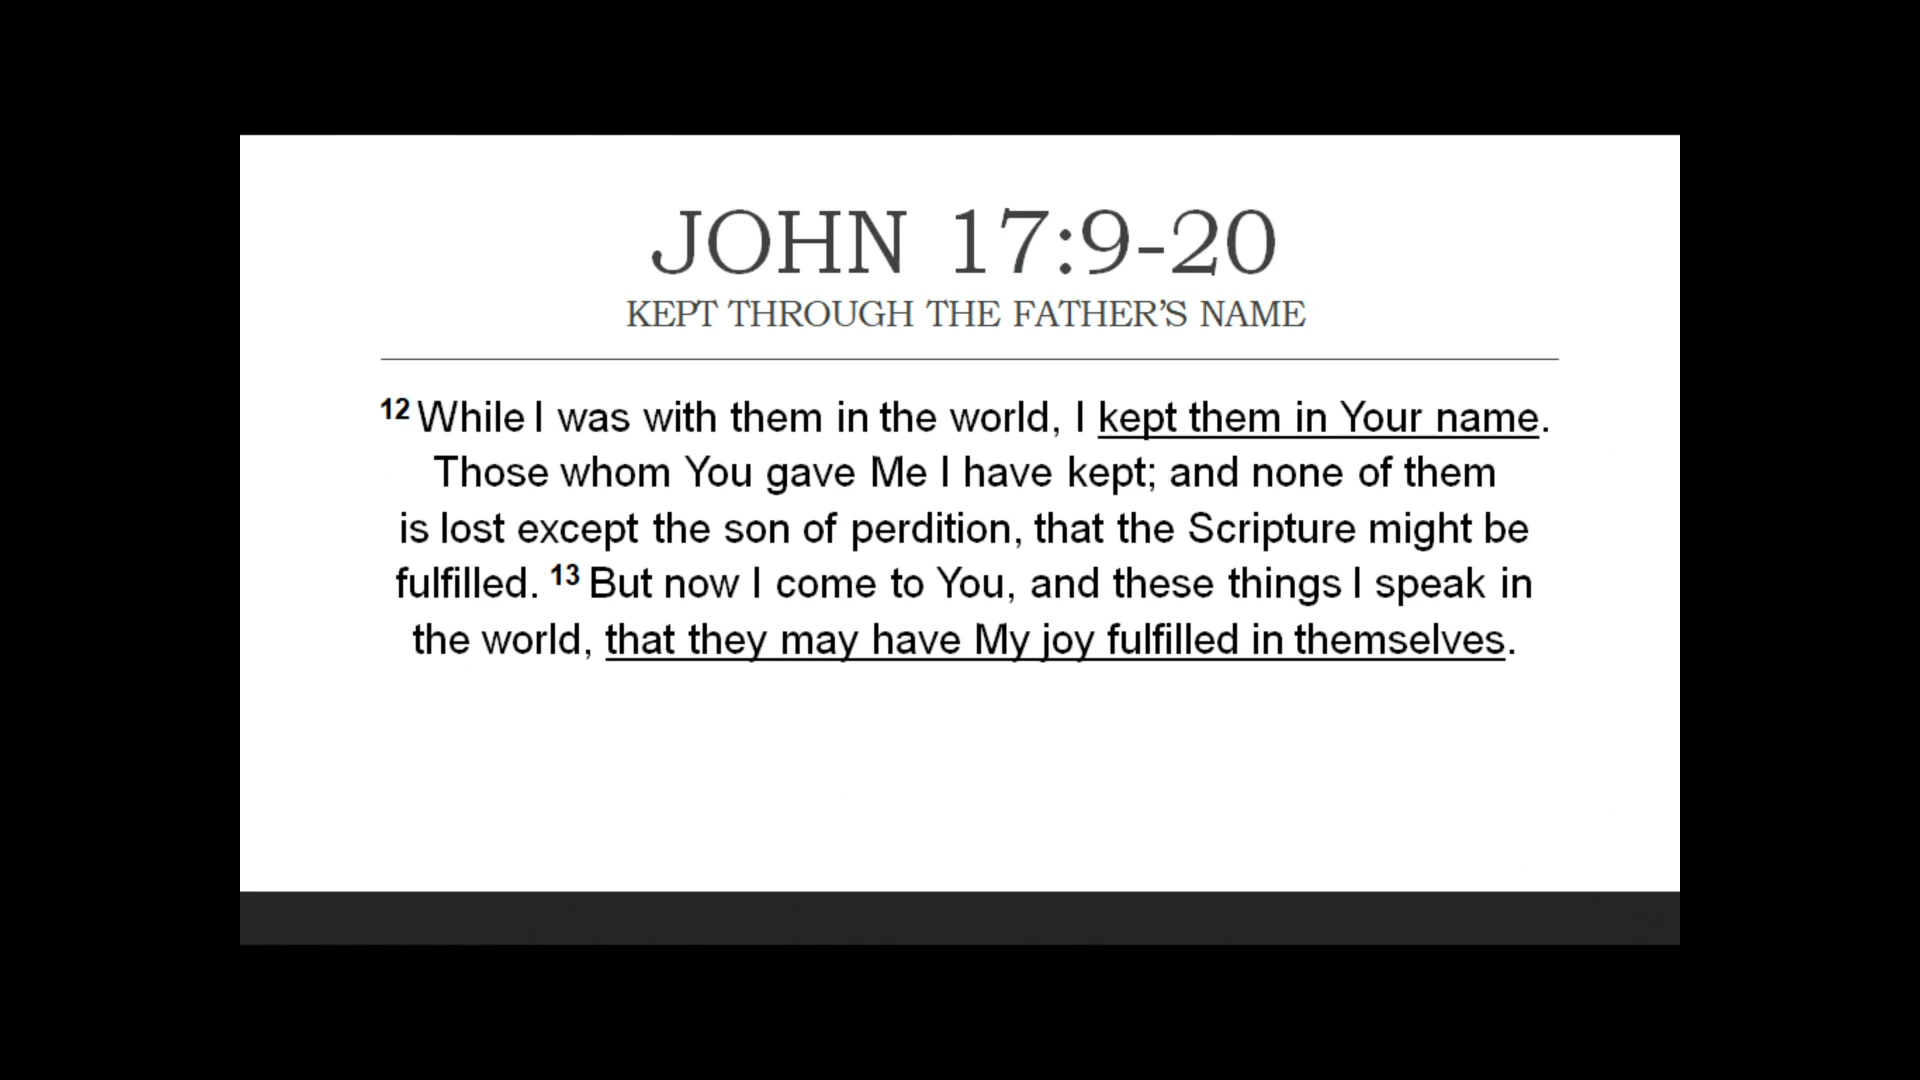 JOHN 17:9-20
KEPT THROUGH THE FATHER’S NAME
12 While I was with them in the world, I kept them in Your name.
Those whom You gave Me I have kept; and none of them
is lost except the son of perdition, that the Scripture might be
fulfilled. 13 But now I come to You, and these things I speak in
the world, that they may have My joy fulfilled in themselves.